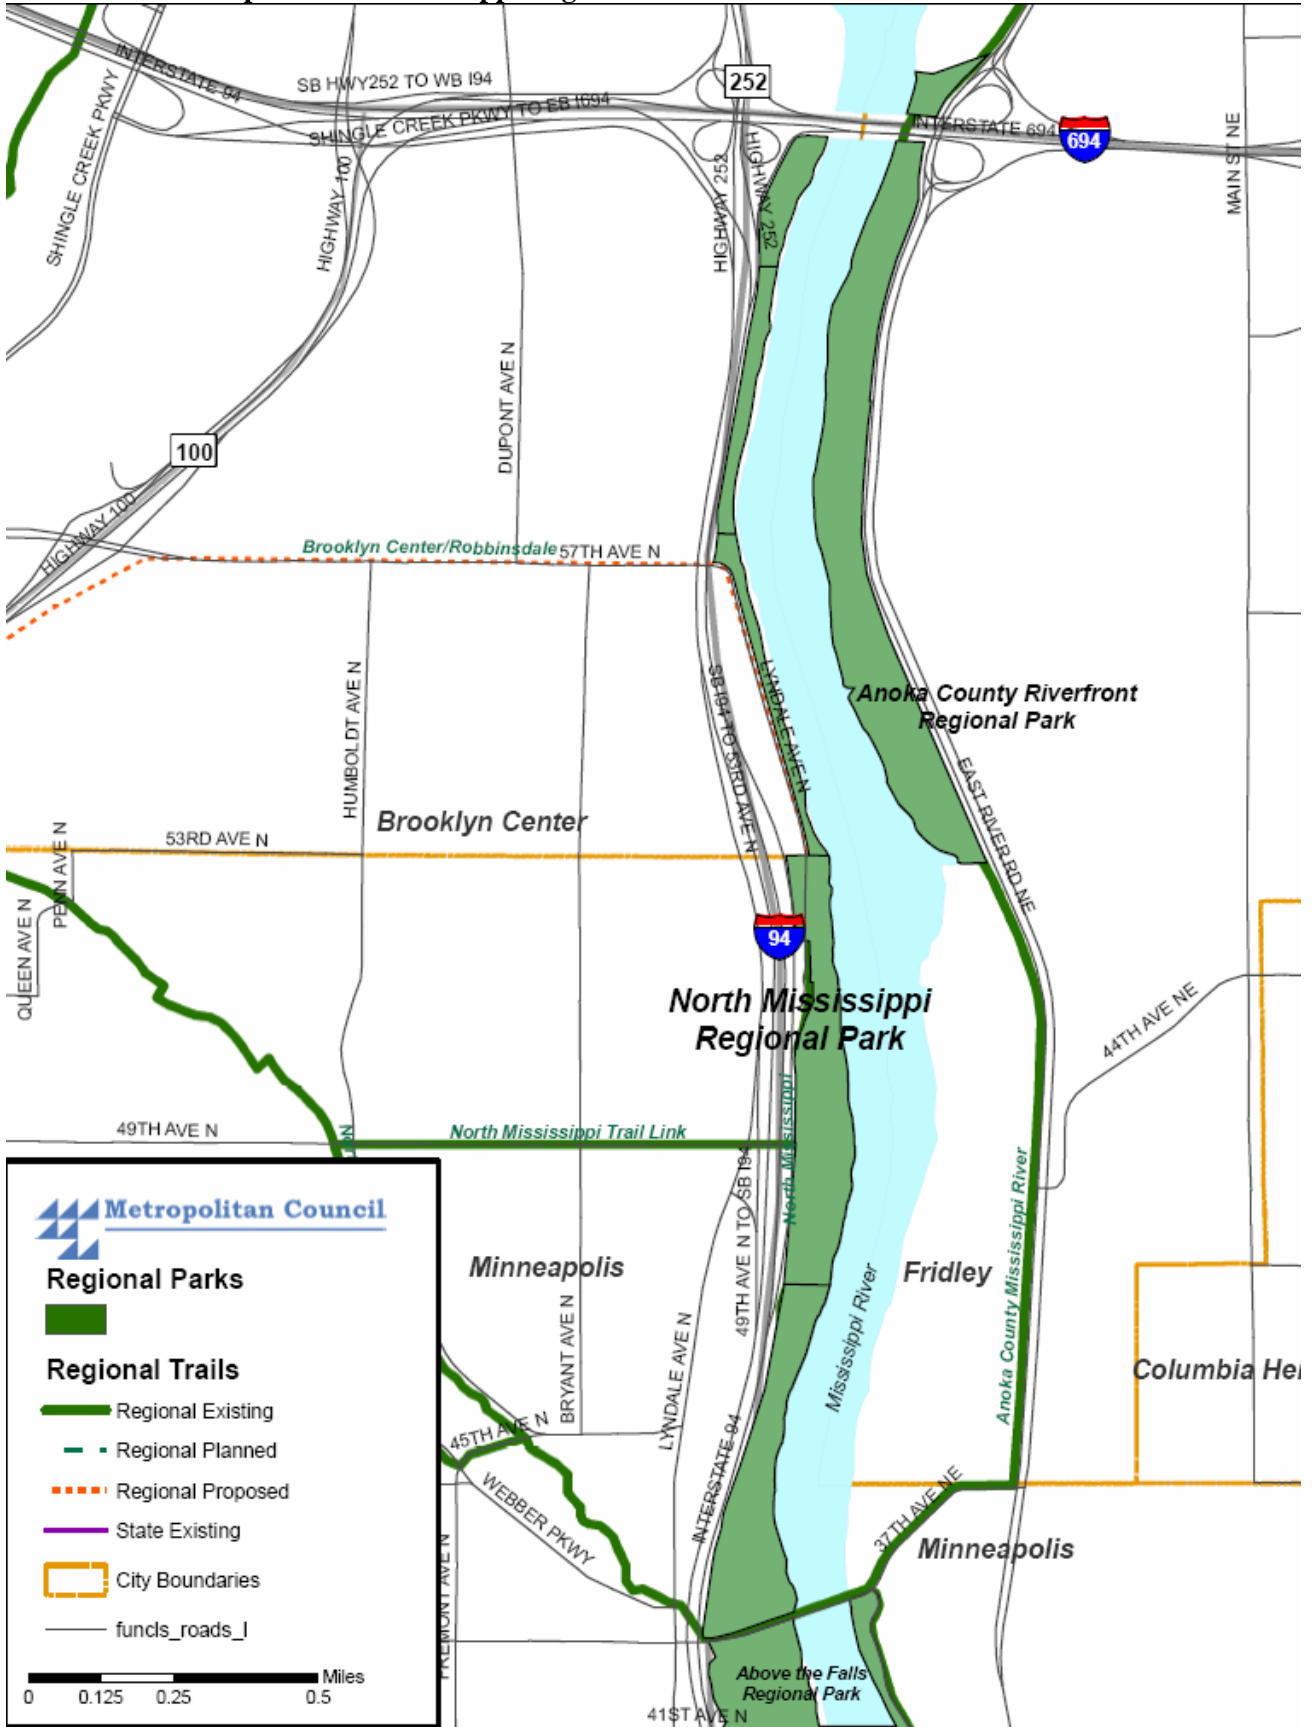 INTERSTATE 94
SB HWY252 TO WB I94
252
SHINGLE CREEK PKWY TO EB I694
INTERSTATE 694
694
SHINGLE CREEK PKWY
HIGHWAY 100
HIGHWAY 252
HIGHWAY 252
MAIN ST NE
DUPONT AVE N
100
HIGHWAY 100
Brooklyn Center/Robbinsdale
57TH AVE N
HUMBOLDT AVE N
SB I94 TO 53RD AVE N
LYNDALE AVE N
Anoka County Riverfront
Regional Park
EAST RIVER RD NE
Brooklyn Center
53RD AVE N
PENN AVE N
QUEEN AVE N
94
North Mississippi
Regional Park
44TH AVE NE
49TH AVE N
North Mississippi Trail Link
North Mississippi
49TH AVE N TO SB I94
Anoka County Mississippi River
Metropolitan Council
Minneapolis
Fridley
Mississippi River
Regional Parks
BRYANT AVE N
LYNDALE AVE N
Columbia Hei
Regional Trails
Regional Existing
45TH AVE N
Regional Planned
WEBBER PKWY
INTERSTATE 94
37TH AVE NE
Regional Proposed
State Existing
Minneapolis
City Boundaries
FREMONT AVE N
funcls_roads_l
Miles
0 0.125 0.25 0.5
Above the Falls
Regional Park
41ST AVE N